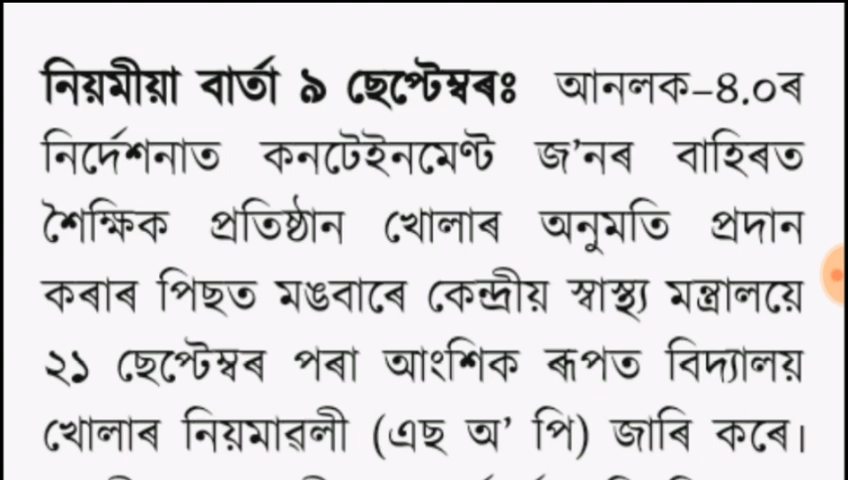 নিয়মীয়া বাৰ্তা ৯ ছেপ্টেম্বৰঃ আনলক–৪.০ৰ
নিৰ্দেশনাত কনটেইনমেণ্ট জ’নৰ বাহিৰত
শৈক্ষিক প্ৰতিষ্ঠান খোলাৰ অনুমতি প্ৰদান
কৰাৰ পিছত মঙবাৰে কেন্দ্ৰীয় স্বাস্থ্য মন্ত্ৰালয়ে
২১ ছেপ্টেম্বৰ পৰা আংশিক ৰূপত বিদ্যালয়
খোলাৰ নিয়মাৱলী (এছ অ’ পি) জাৰি কৰে।